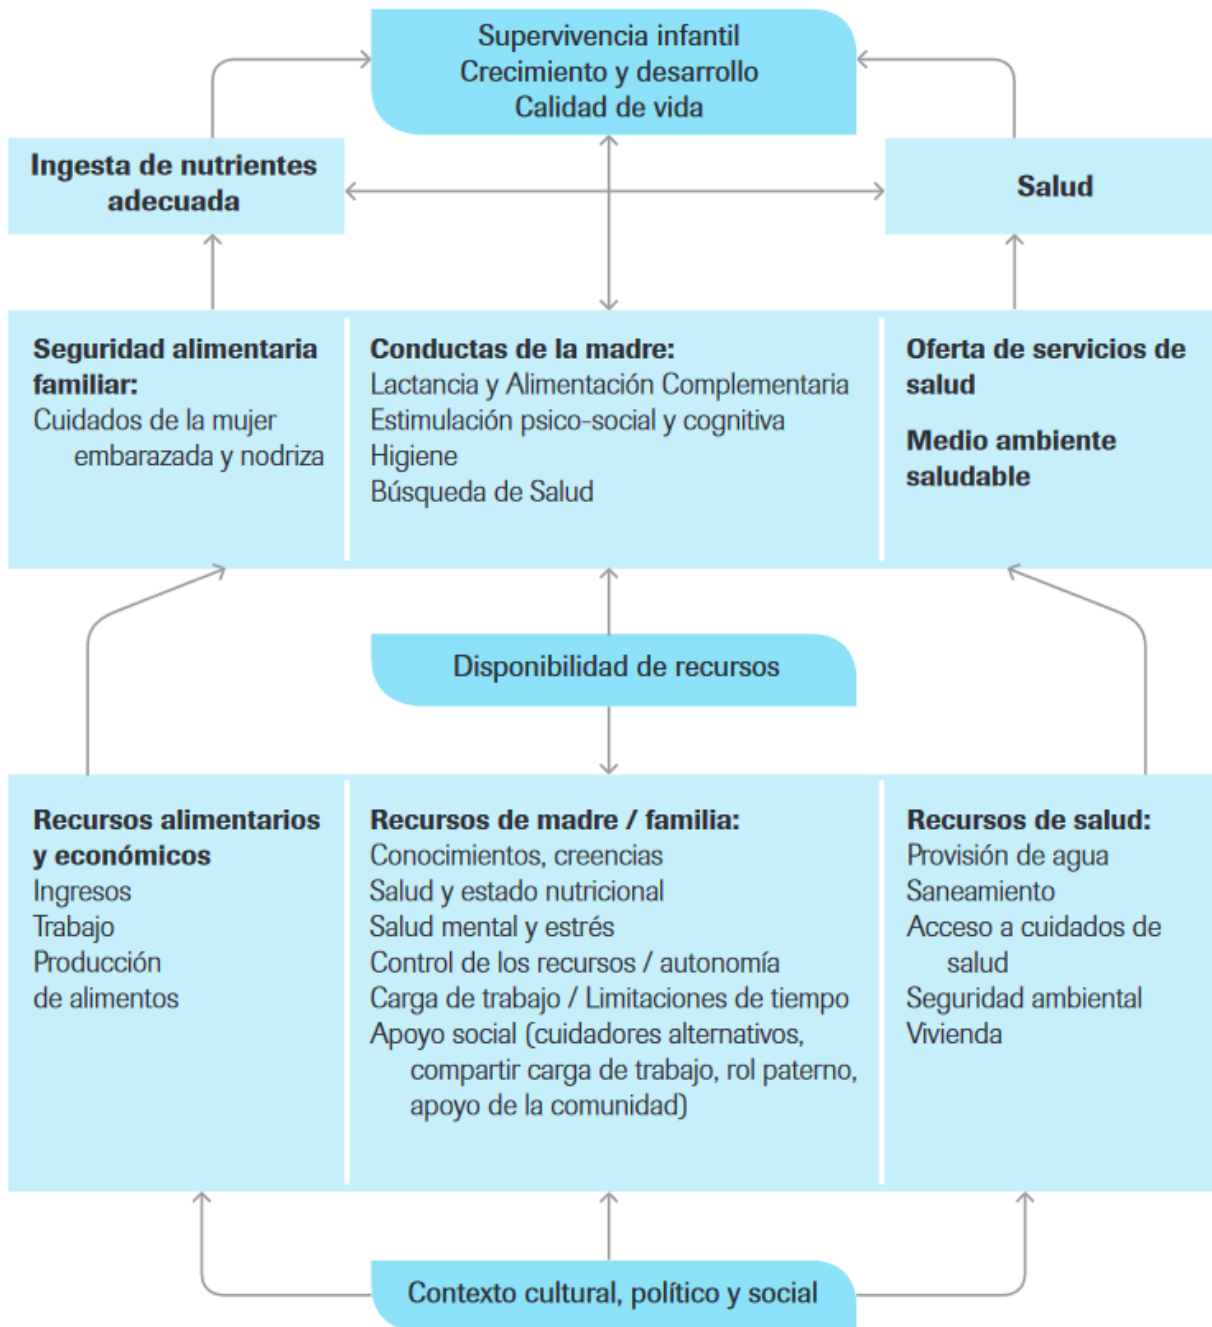 Supervivencia infantil
Crecimiento y desarrollo
Calidad de vida
Ingesta de nutrientes
adecuada
Salud
Seguridad alimentaria
familiar:
Cuidados de la mujer
embarazada y nodriza
Conductas de la madre:
Lactancia y Alimentación Complementaria
Estimulación psico-social y cognitiva
Higiene
Búsqueda de Salud
Oferta de servicios de
salud
Medio ambiente
saludable
Disponibilidad de recursos
Recursos alimentarios
y económicos
Ingresos
Trabajo
Producción
de alimentos
Recursos de madre / familia:
Conocimientos, creencias
Salud y estado nutricional
Salud mental y estrés
Control de los recursos / autonomía
Carga de trabajo / Limitaciones de tiempo
Apoyo social (cuidadores alternativos,
compartir carga de trabajo, rol paterno,
apoyo de la comunidad)
Recursos de salud:
Provisión de agua
Saneamiento
Acceso a cuidados de
salud
Seguridad ambiental
Vivienda
Contexto cultural, político y social